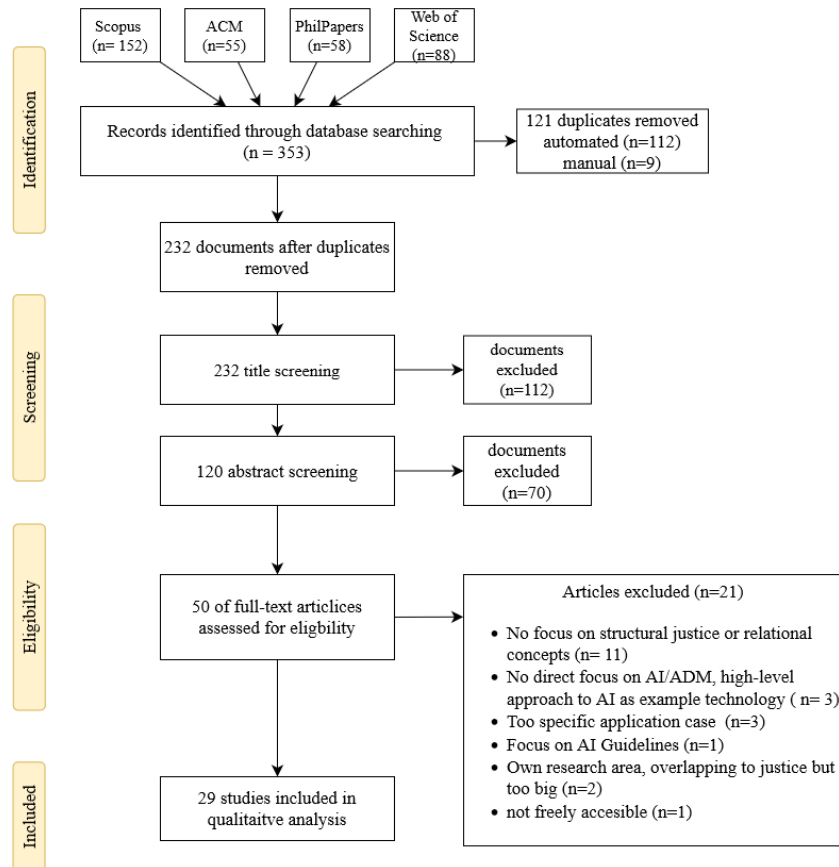 Scopus
(n= 152)
ACM
(n=55)
PhilPapers
(n=58)
Web of
Science
(n=88)
Identification
Records identified through database searching
(n = 353)
121 duplicates removed
automated (n=112)
manual (n=9)
232 documents after duplicates
removed
Screening
232 title screening
documents
excluded
(n=112)
120 abstract screening
documents
excluded
(n=70)
Eligibility
50 of full-text articlices
assessed for eligbility
Articles excluded (n=21)
• No focus on structural justice or relational
concepts (n= 11)
• No direct focus on AI/ADM, high-level
approach to AI as example technology ( n= 3)
• Too specific application case (n=3)
• Focus on AI Guidelines (n=1)
• Own research area, overlapping to justice but
too big (n=2)
• not freely accesible (n=1)
Included
29 studies included in
qualitaitve analysis